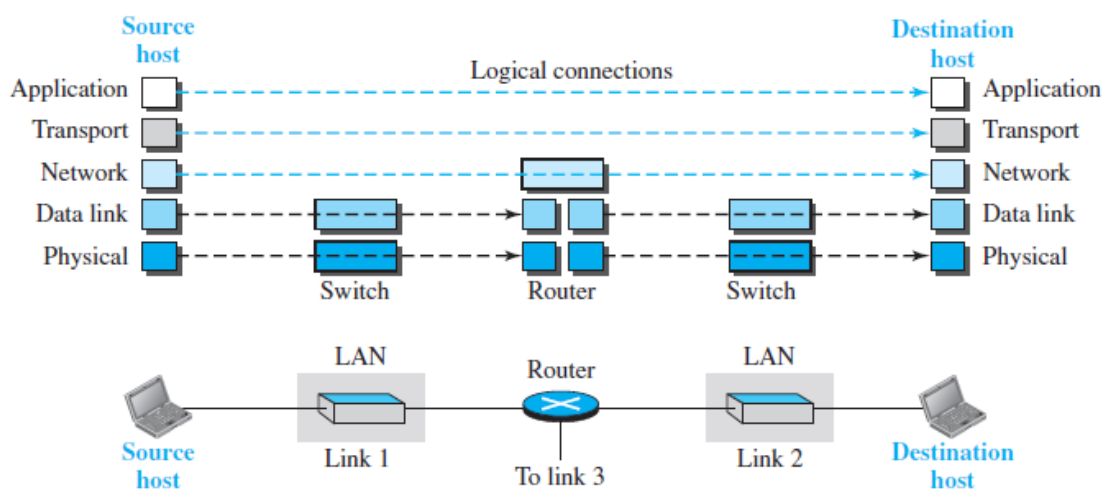 Source
host
Destination
host
Logical connections
Application
Application
Transport
Transport
Network
Network
Data link
Data link
Physical
Physical
Switch
Router
Switch
LAN
Router
LAN
Source
host
Link 1
To link 3
Link 2
Destination
host